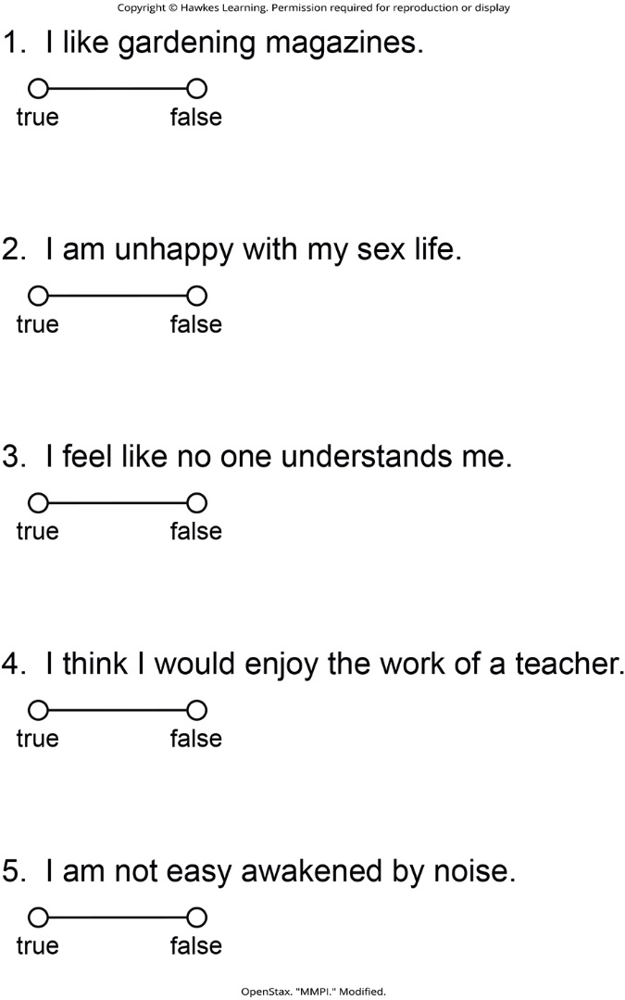 Copyright © Hawkes Learning. Permission required for reproduction or display
1. I like gardening magazines.
true false
2. I am unhappy with my sex life.
true false
3. I feel like no one understands me.
true false
4. I think I would enjoy the work of a teacher.
true false
5. I am not easy awakened by noise.
true false
OpenStax. "MMPI." Modified.